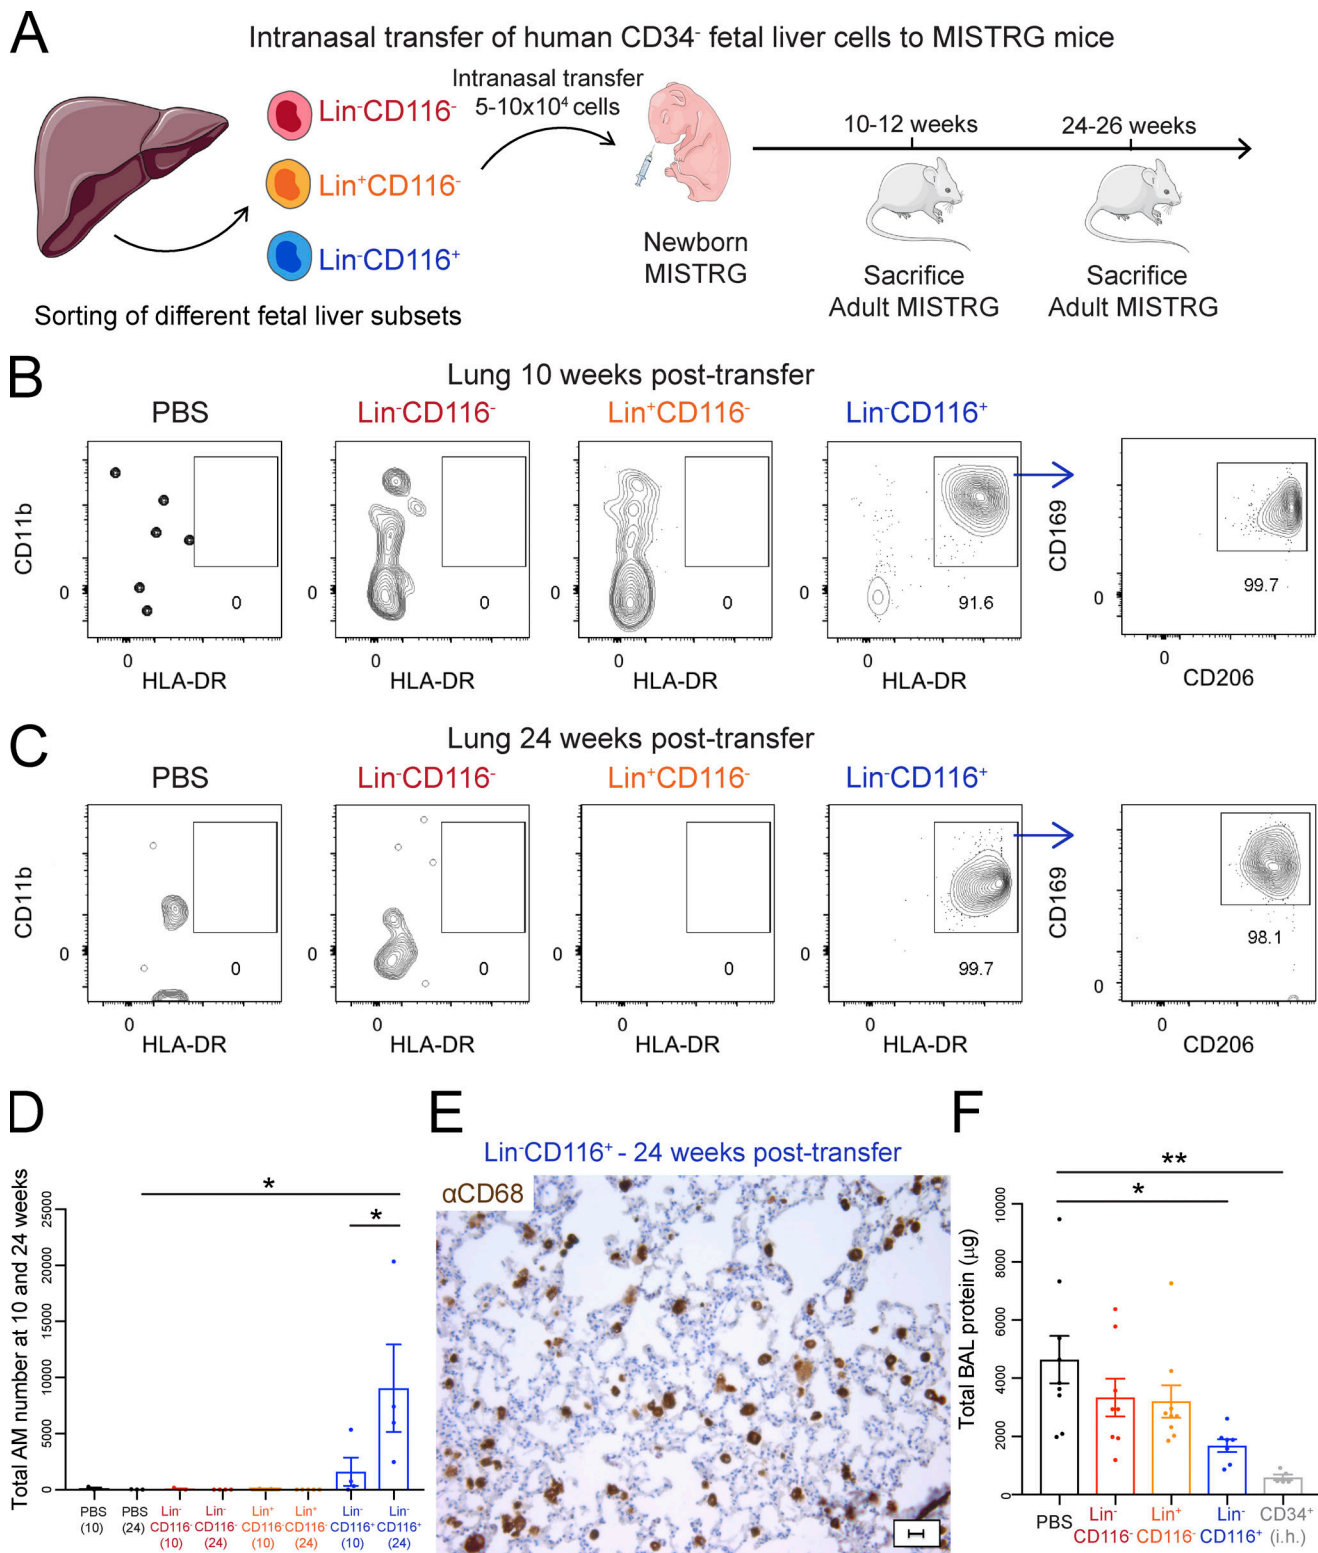 A
Intranasal transfer of human CD34⁻ fetal liver cells to MISTRG mice
Lin⁻CD116⁻
Lin⁺CD116⁻
Lin⁻CD116⁺
Intranasal transfer
5-10x10⁴ cells
10-12 weeks
24-26 weeks
Newborn
MISTRG
Sacrifice
Adult MISTRG
Sacrifice
Adult MISTRG
Sorting of different fetal liver subsets
B
Lung 10 weeks post-transfer
PBS
Lin⁻CD116⁻
Lin⁺CD116⁻
Lin⁻CD116⁺
CD11b
0
0
0
0
0
0
0
91.6
CD169
0
99.7
0
0
0
0
HLA-DR
HLA-DR
HLA-DR
HLA-DR
CD206
C
Lung 24 weeks post-transfer
PBS
Lin⁻CD116⁻
Lin⁺CD116⁻
Lin⁻CD116⁺
CD11b
0
0
0
0
0
0
0
99.7
CD169
0
98.1
0
0
0
0
0
HLA-DR
HLA-DR
HLA-DR
HLA-DR
CD206
D
Total AM number at 10 and 24 weeks
25000
20000
15000
10000
5000
0
*
*
PBS
(10)
PBS
(24)
Lin⁻
CD116⁻
(10)
Lin⁻
CD116⁻
(24)
Lin⁺
CD116⁻
(10)
Lin⁺
CD116⁻
(24)
Lin⁻
CD116⁺
(10)
Lin⁻
CD116⁺
(24)
E
Lin⁻CD116⁺ - 24 weeks post-transfer
αCD68
F
Total BAL protein (µg)
10000
8000
6000
4000
2000
0
**
*
PBS
Lin⁻
CD116⁻
Lin⁺
CD116⁻
Lin⁻
CD116⁺
CD34⁺
(i.h.)